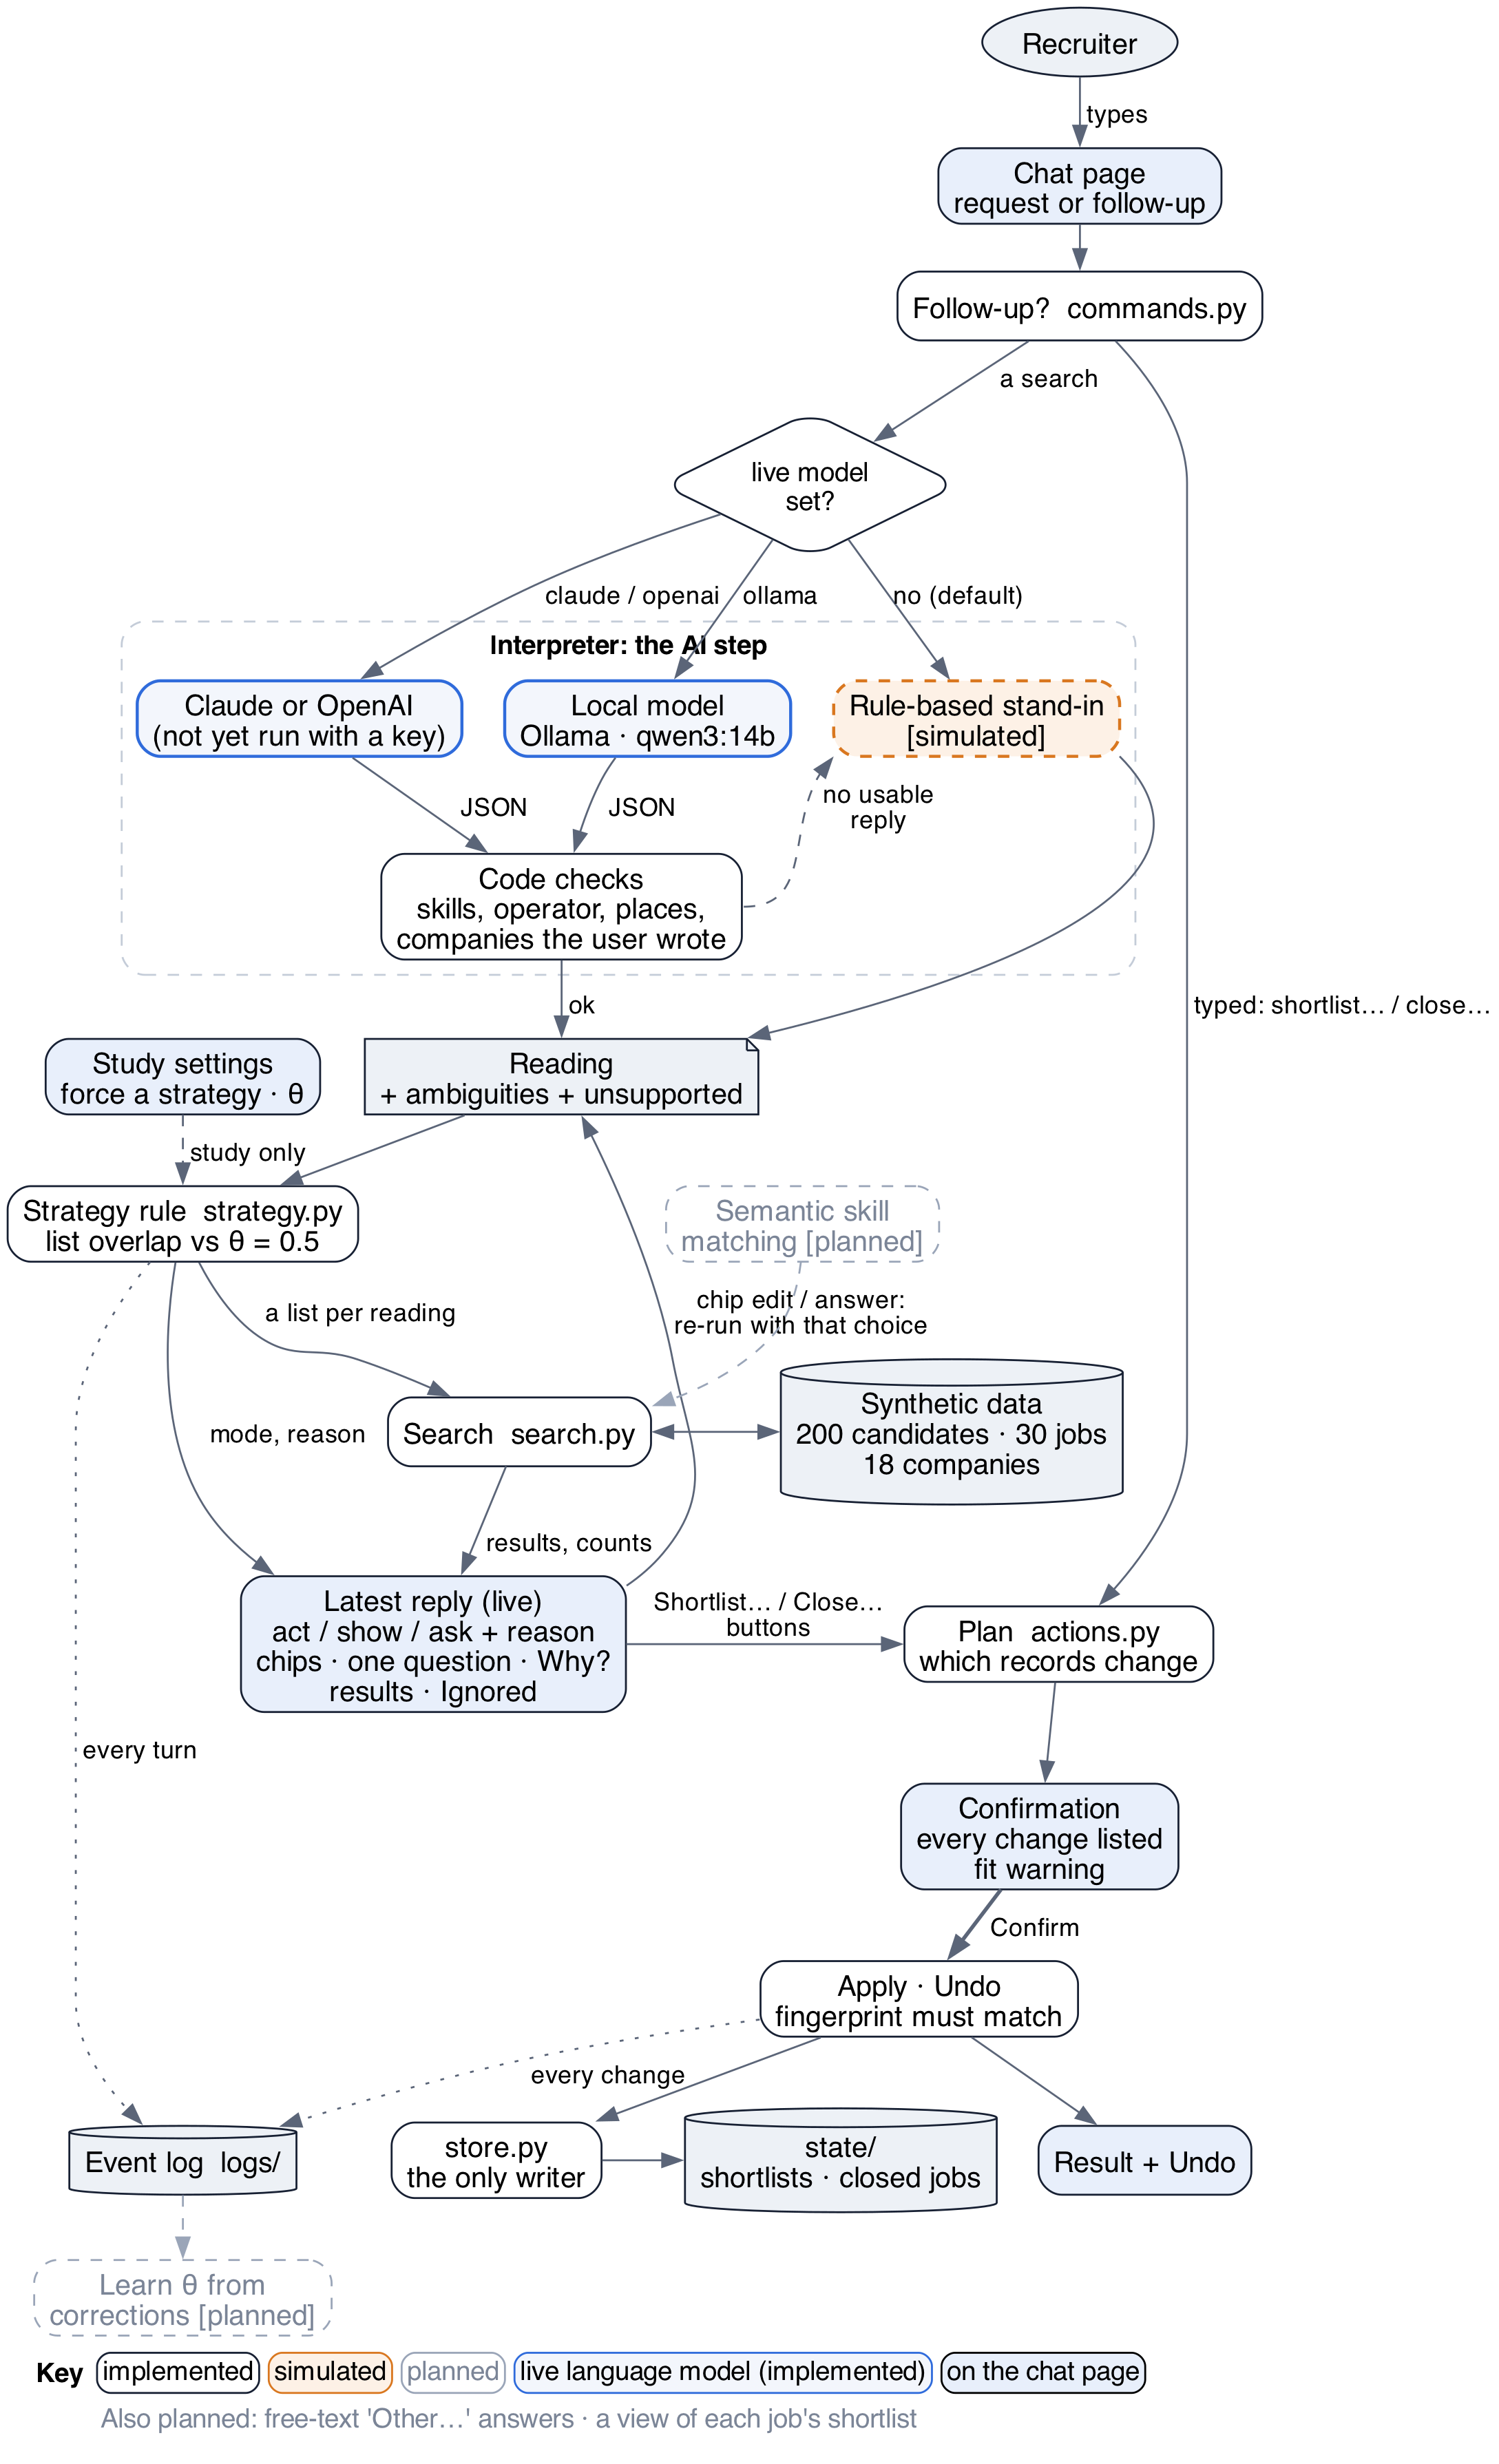 Recruiter
types
Chat page
request or follow-up
Follow-up?  commands.py
a search
live model
set?
claude / openai
ollama
no (default)
Interpreter: the AI step
Claude or OpenAI
(not yet run with a key)
Local model
Ollama · qwen3:14b
Rule-based stand-in
[simulated]
JSON
JSON
no usable
reply
Code checks
skills, operator, places,
companies the user wrote
ok
typed: shortlist… / close…
Study settings
force a strategy · θ
Reading
+ ambiguities + unsupported
study only
Strategy rule  strategy.py
list overlap vs θ = 0.5
Semantic skill
matching [planned]
a list per reading
chip edit / answer:
re-run with that choice
mode, reason
Search  search.py
Synthetic data
200 candidates · 30 jobs
18 companies
results, counts
Latest reply (live)
act / show / ask + reason
chips · one question · Why?
results · Ignored
Shortlist… / Close…
buttons
Plan  actions.py
which records change
every turn
Confirmation
every change listed
fit warning
Confirm
Apply · Undo
fingerprint must match
every change
Event log  logs/
store.py
the only writer
state/
shortlists · closed jobs
Result + Undo
Learn θ from
corrections [planned]
Key
implemented
simulated
planned
live language model (implemented)
on the chat page
Also planned: free-text 'Other…' answers · a view of each job's shortlist